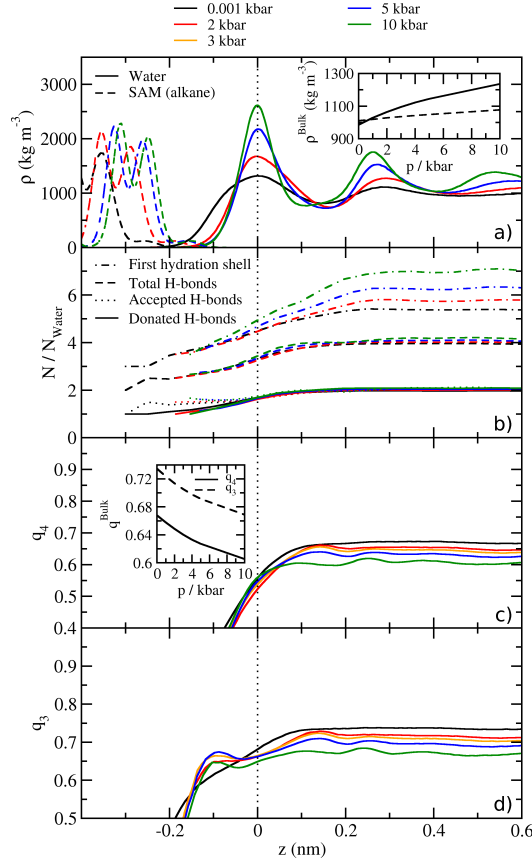 0.001 kbar
2 kbar
3 kbar
5 kbar
10 kbar
Water
SAM (alkane)
ρ (kg m⁻³)
3000
2000
1000
0
ρᴮᵘˡᵏ (kg m⁻³)
1300
1200
1100
1000
900
0 2 4 6 8 10
p / kbar
a)
First hydration shell
Total H-bonds
Accepted H-bonds
Donated H-bonds
N / N_Water
6
4
2
0
b)
q₄
0.9
0.8
0.7
0.6
0.5
0.4
q ᴮᵘˡᵏ
0.72
0.68
0.64
0.6
q₄
q₃
0 2 4 6 8 10
p / kbar
c)
q₃
0.9
0.8
0.7
0.6
0.5
d)
-0.2 0 0.2 0.4 0.6
z (nm)